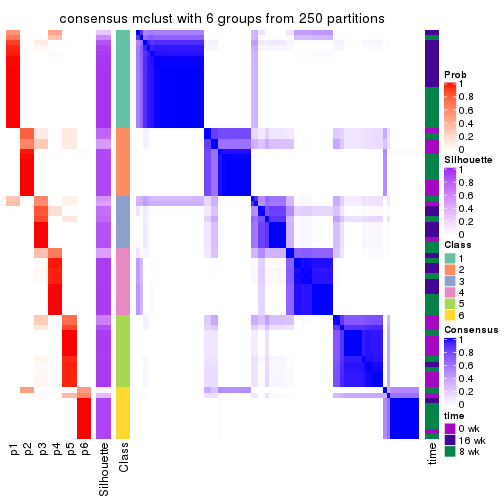 consensus mclust with 6 groups from 250 partitions
Prob
1
0.8
0.6
0.4
0.2
0
Silhouette
1
0.8
0.6
0.4
0.2
0
Class
1
2
3
4
5
6
Consensus
1
0.8
0.6
0.4
0.2
0
time
0 wk
16 wk
8 wk
p1
p2
p3
p4
p5
p6
Silhouette
Class
time